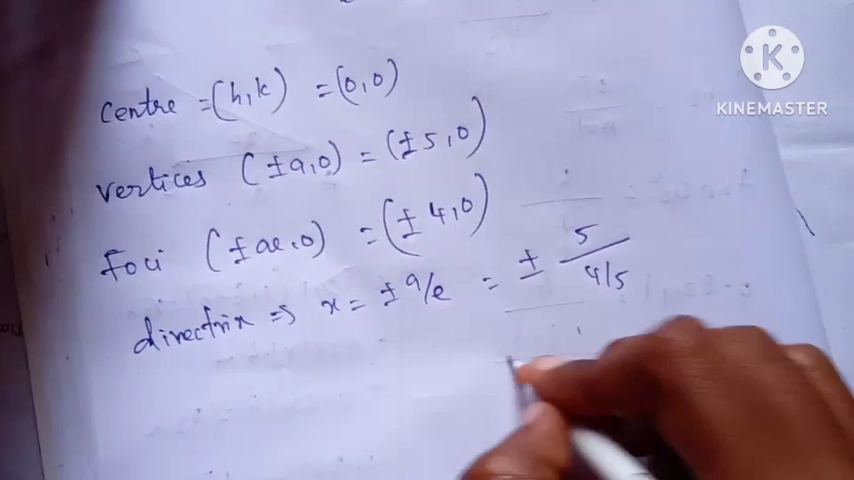 centre = (h,k) = (0,0)
vertices (±a,0) = (±5,0)
Foci (±ae,0) = (±4,0)
directrix => x = ±a/e = ± 5/4/5
K
KINEMASTER